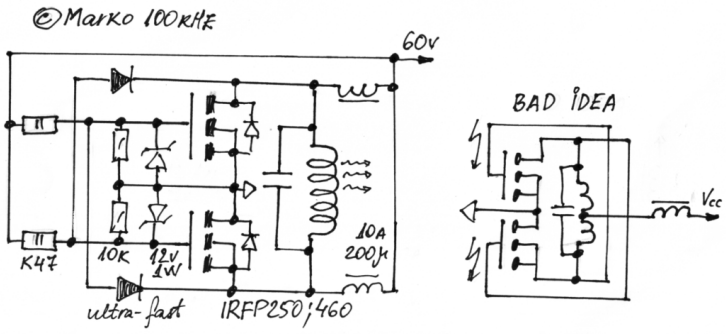 © Marko 100KHZ
60V
BAD IDEA
Vcc
10A
200μ
K47
10K
12V
1W
ultra-fast
IRFP250;460